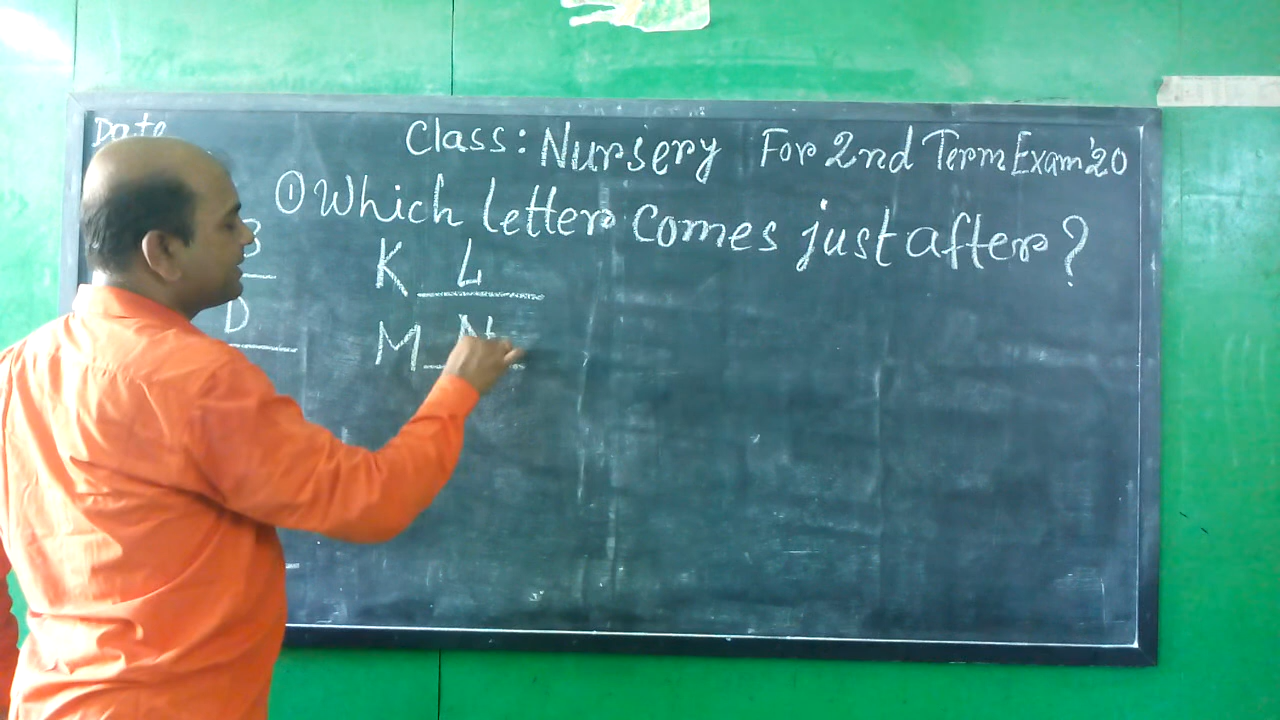 Date
Class: Nursery For 2nd Term Exam'20
① Which letter comes just after?
B K L
D M N